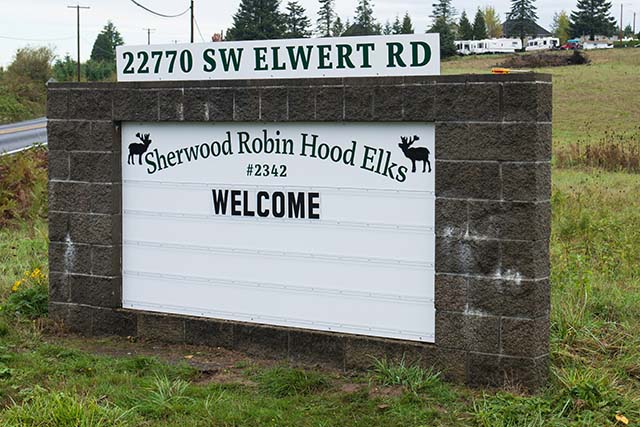 22770 SW ELWERT RD
Sherwood Robin Hood Elks
#2342
WELCOME